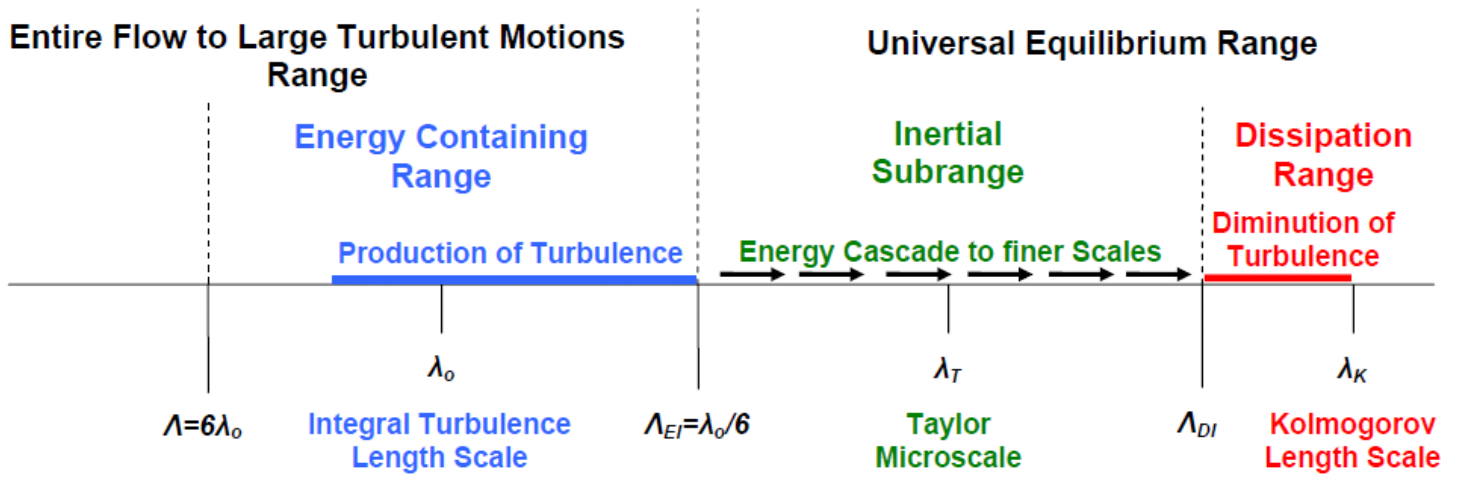 Entire Flow to Large Turbulent Motions
Range
Universal Equilibrium Range
Energy Containing
Range
Inertial
Subrange
Dissipation
Range
Production of Turbulence
Energy Cascade to finer Scales
Diminution of
Turbulence
λo
λT
λK
Λ=6λo
Integral Turbulence
Length Scale
ΛEI=λo/6
Taylor
Microscale
ΛDI
Kolmogorov
Length Scale